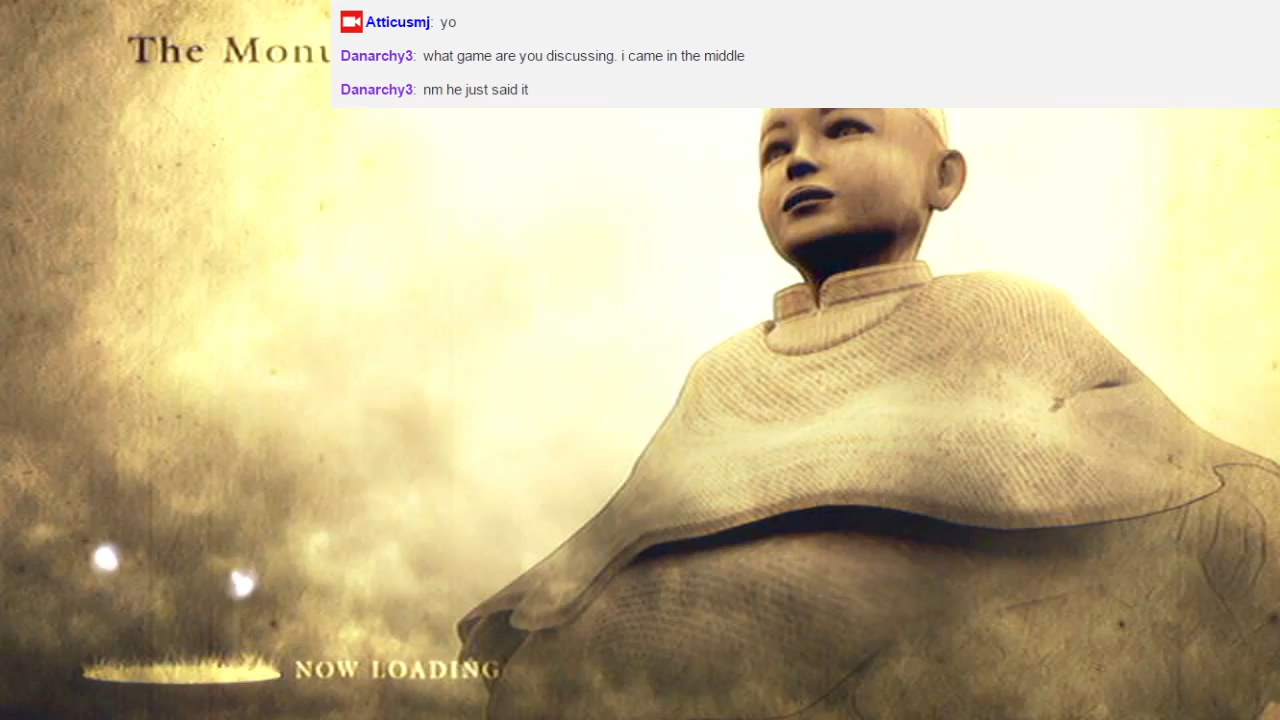 Atticusmj: yo
The Monu
Danarchy3: what game are you discussing. i came in the middle
Danarchy3: nm he just said it
NOW LOADING